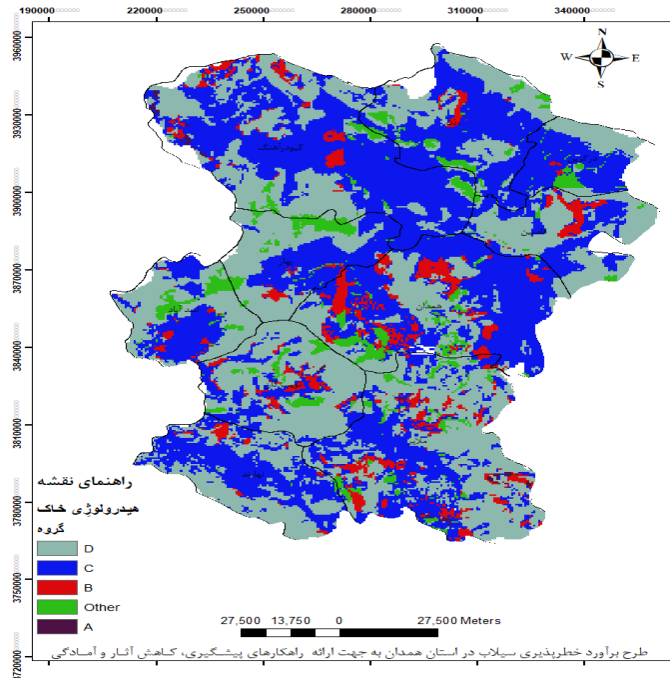 190000 220000 250000 280000 310000 340000
3960000
3930000
3900000
3870000
3840000
3810000
3780000
3750000
3720000
N
W E
S
کبودراهنگ
راهنمای نقشه
هیدرولوژی خاک
گروه
D
C
B
Other
A
27,500 13,750 0 27,500 Meters
طرح برآورد خطرپذیری سیلاب در استان همدان به جهت ارائه راهکارهای پیشگیری، کاهش آثار و آمادگی